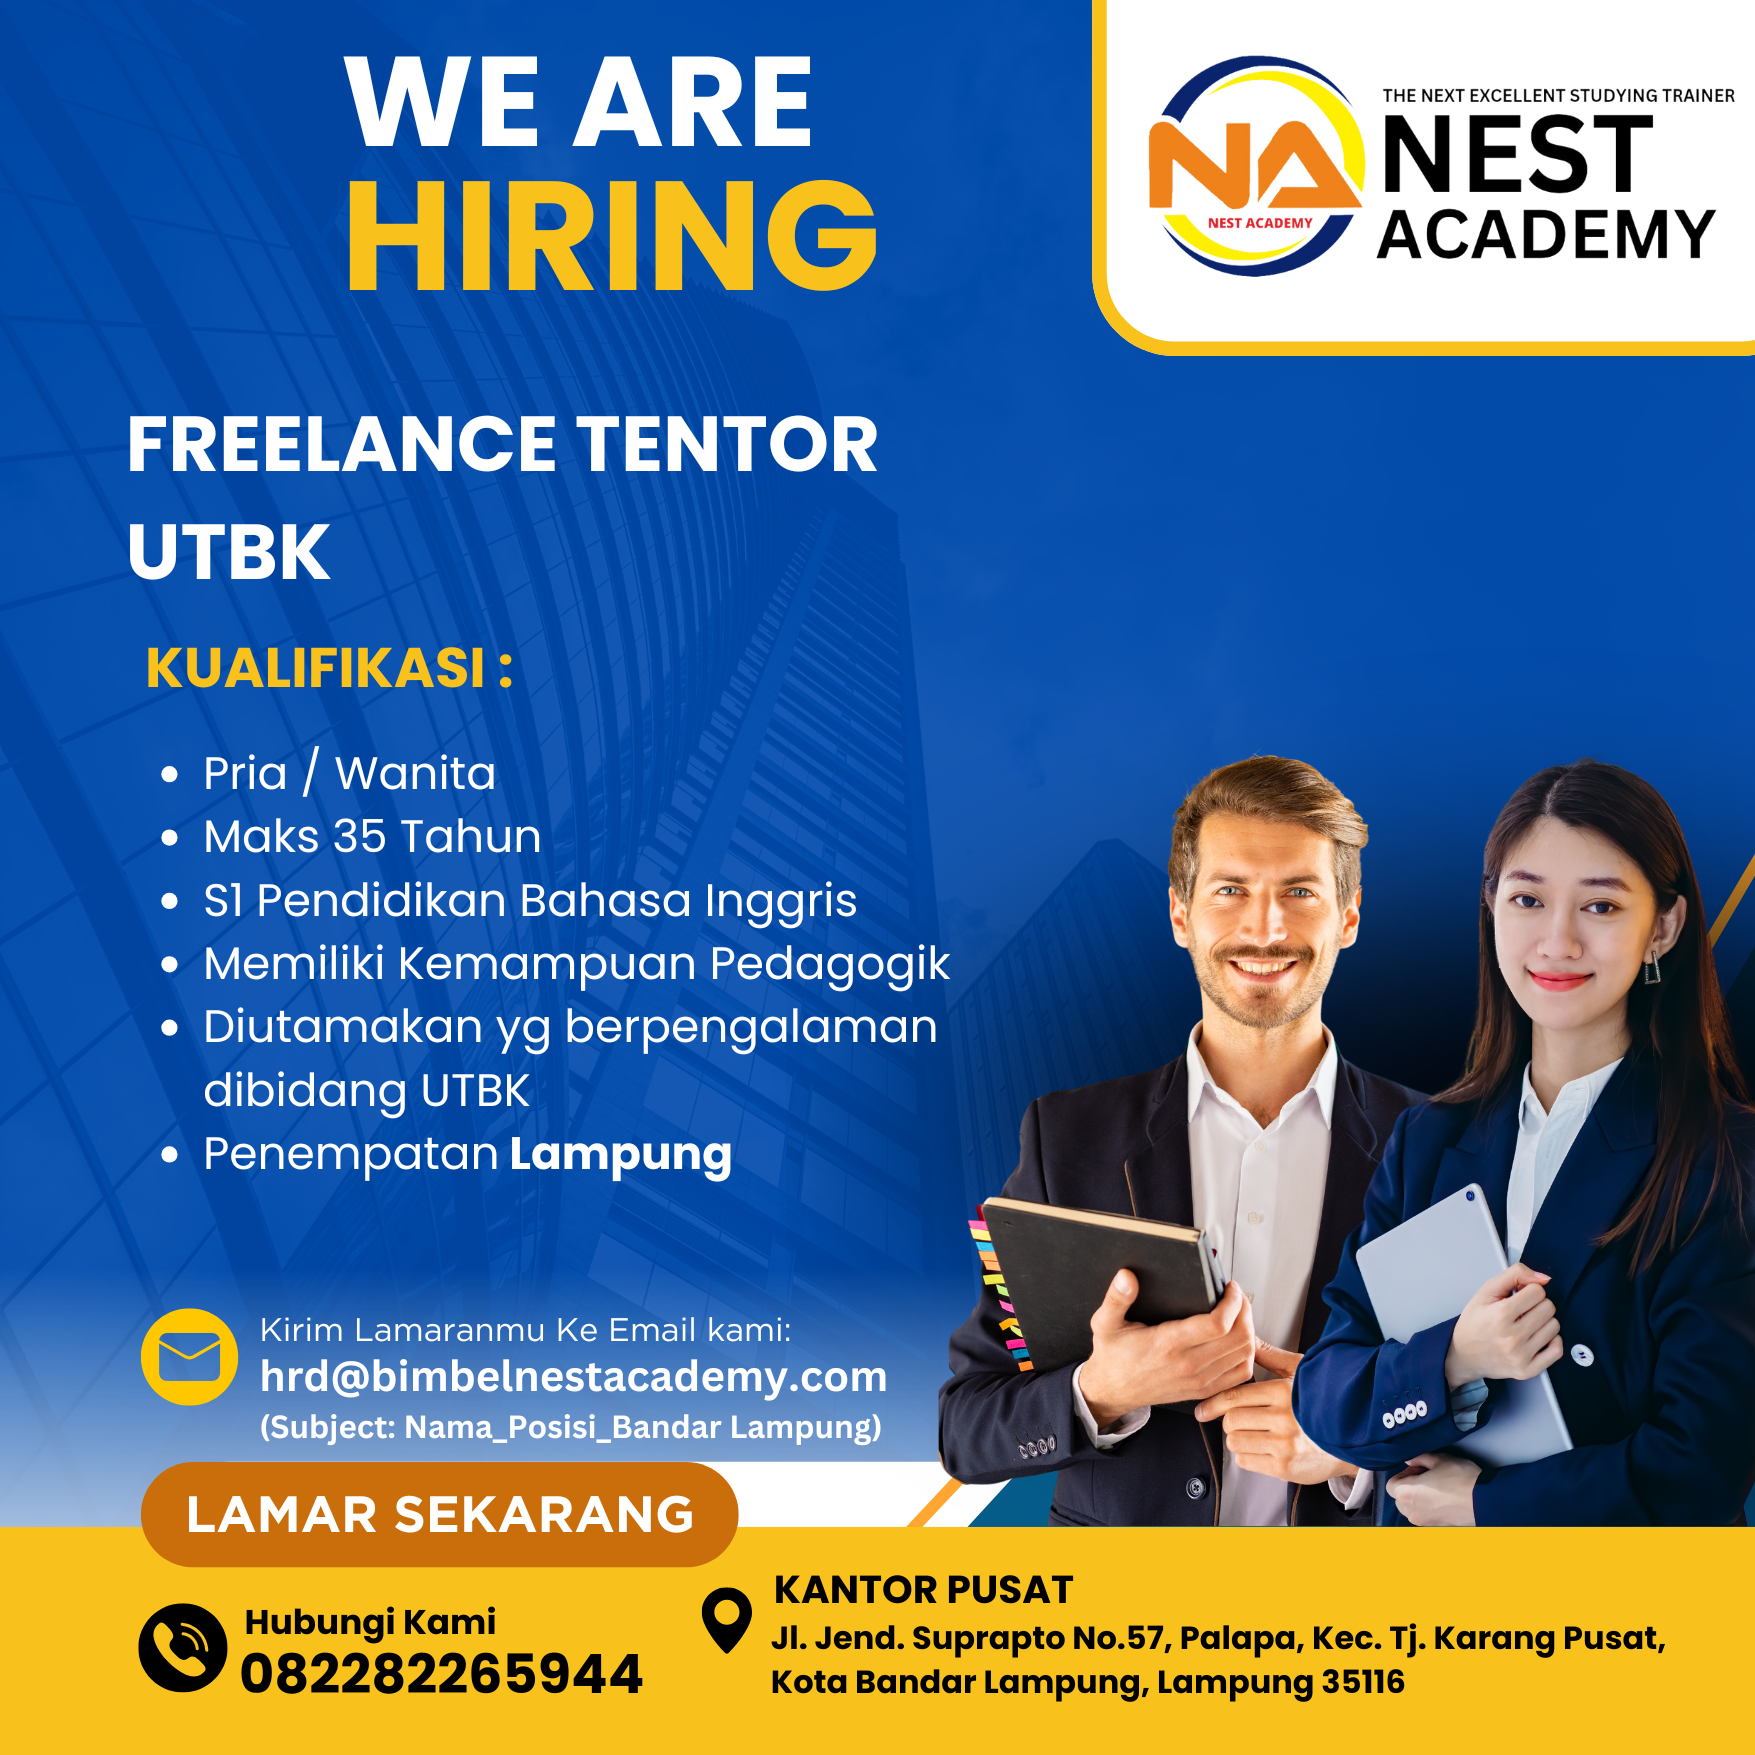 WE ARE
HIRING
THE NEXT EXCELLENT STUDYING TRAINER
NEST
ACADEMY
NA
NEST ACADEMY
FREELANCE TENTOR
UTBK
KUALIFIKASI :
• Pria / Wanita
• Maks 35 Tahun
• S1 Pendidikan Bahasa Inggris
• Memiliki Kemampuan Pedagogik
• Diutamakan yg berpengalaman
dibidang UTBK
• Penempatan Lampung
Kirim Lamaranmu Ke Email kami:
hrd@bimbelnestacademy.com
(Subject: Nama_Posisi_Bandar Lampung)
LAMAR SEKARANG
Hubungi Kami
082282265944
KANTOR PUSAT
Jl. Jend. Suprapto No.57, Palapa, Kec. Tj. Karang Pusat,
Kota Bandar Lampung, Lampung 35116